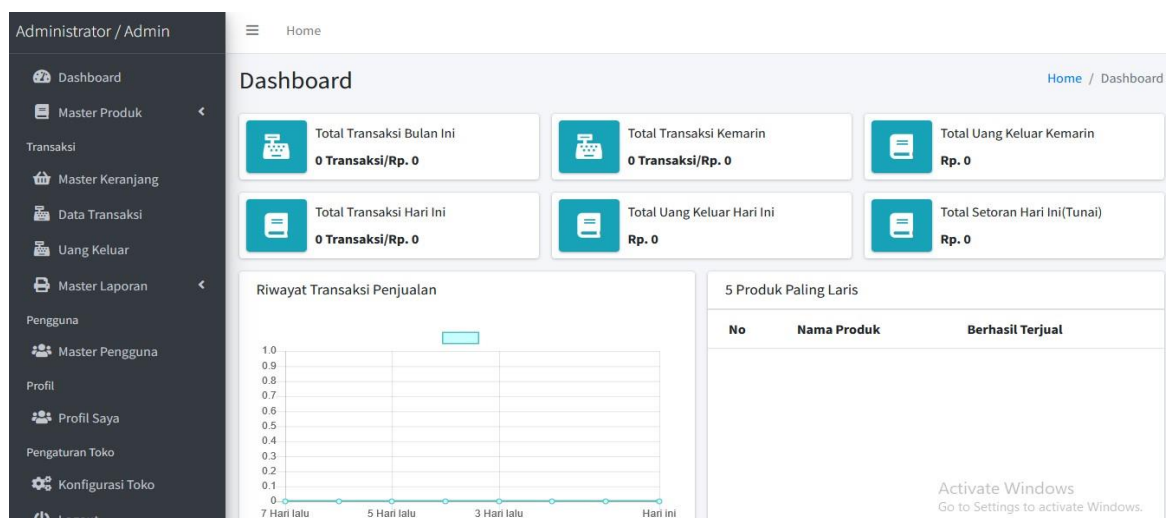 Administrator / Admin
Home
Dashboard
Master Produk
Transaksi
Master Keranjang
Data Transaksi
Uang Keluar
Master Laporan
Pengguna
Master Pengguna
Profil
Profil Saya
Pengaturan Toko
Konfigurasi Toko
Logout
Dashboard
Home / Dashboard
Total Transaksi Bulan Ini
0 Transaksi/Rp. 0
Total Transaksi Kemarin
0 Transaksi/Rp. 0
Total Uang Keluar Kemarin
Rp. 0
Total Transaksi Hari Ini
0 Transaksi/Rp. 0
Total Uang Keluar Hari Ini
Rp. 0
Total Setoran Hari Ini(Tunai)
Rp. 0
Riwayat Transaksi Penjualan
1.0
0.9
0.8
0.7
0.6
0.5
0.4
0.3
0.2
0.1
0
7 Hari lalu 5 Hari lalu 3 Hari lalu Hari ini
5 Produk Paling Laris
No Nama Produk Berhasil Terjual
Activate Windows
Go to Settings to activate Windows.